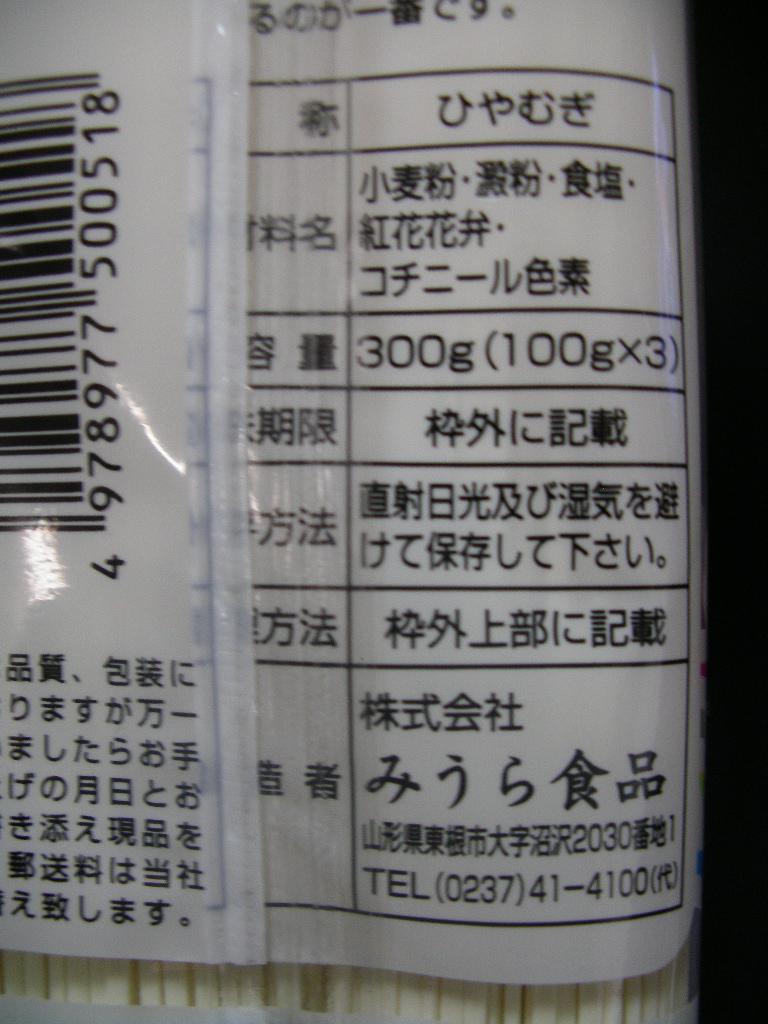 るのが一番です。
称 ひやむぎ
料名 小麦粉・澱粉・食塩・
紅花花弁・
コチニール色素
容量 300g(100g×3)
期限 枠外に記載
方法 直射日光及び湿気を避
けて保存して下さい。
方法 枠外上部に記載
造者 株式会社
みうら食品
山形県東根市大字沼沢2030番地1
TEL(0237)41-4100(代)
4 978977 500518
品質、包装に
りますが万一
ましたらお手
げの月日とお
き添え現品を
郵送料は当社
え致します。